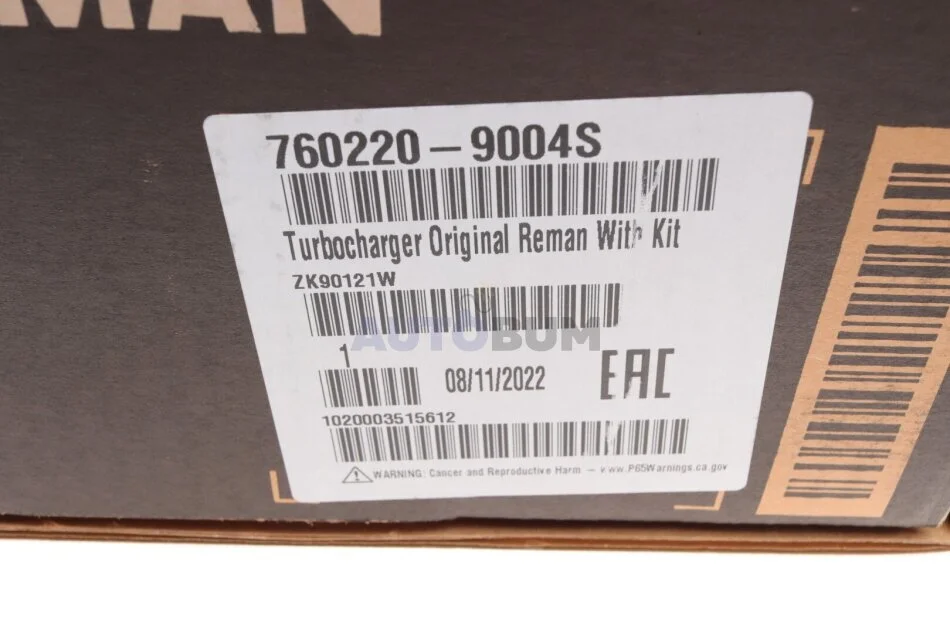 MAN
760220-9004S
Turbocharger Original Reman With Kit
ZK90121W
AUTOBUM
1
08/11/2022
EAC
1020003515612
WARNING: Cancer and Reproductive Harm - www.P65Warnings.ca.gov